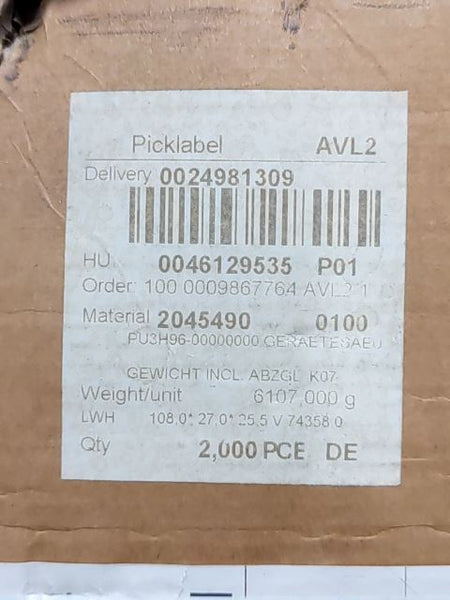 Picklabel AVL2
Delivery 0024981309
HU 0046129535 P01
Order: 100 0009867764 AVL2 1
Material 2045490 0100
PU3H96-00000000 GERAETESAEU
GEWICHT INCL. ABZGL. K07
Weight/unit 6107,000 g
LWH 108,0* 27,0* 25,5 V 74358,0
Qty 2,000 PCE DE